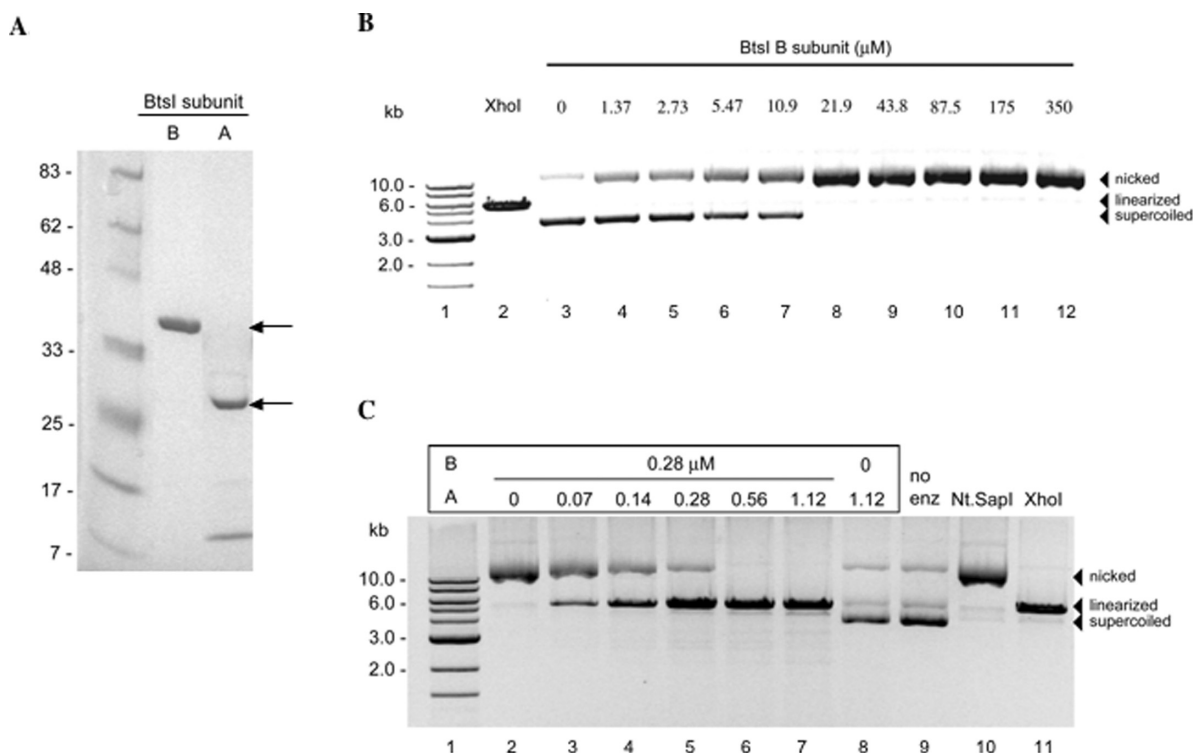 A
BtsI subunit
B A
83 -
62 -
48 -
33 -
25 -
17 -
7 -
B
BtsI B subunit (μM)
kb XhoI 0 1.37 2.73 5.47 10.9 21.9 43.8 87.5 175 350
10.0 -
6.0 -
3.0 -
2.0 -
nicked
linearized
supercoiled
1 2 3 4 5 6 7 8 9 10 11 12
C
B 0.28 μM 0
A 0 0.07 0.14 0.28 0.56 1.12 1.12 no enz Nt.SapI XhoI
kb
10.0 -
6.0 -
3.0 -
2.0 -
nicked
linearized
supercoiled
1 2 3 4 5 6 7 8 9 10 11